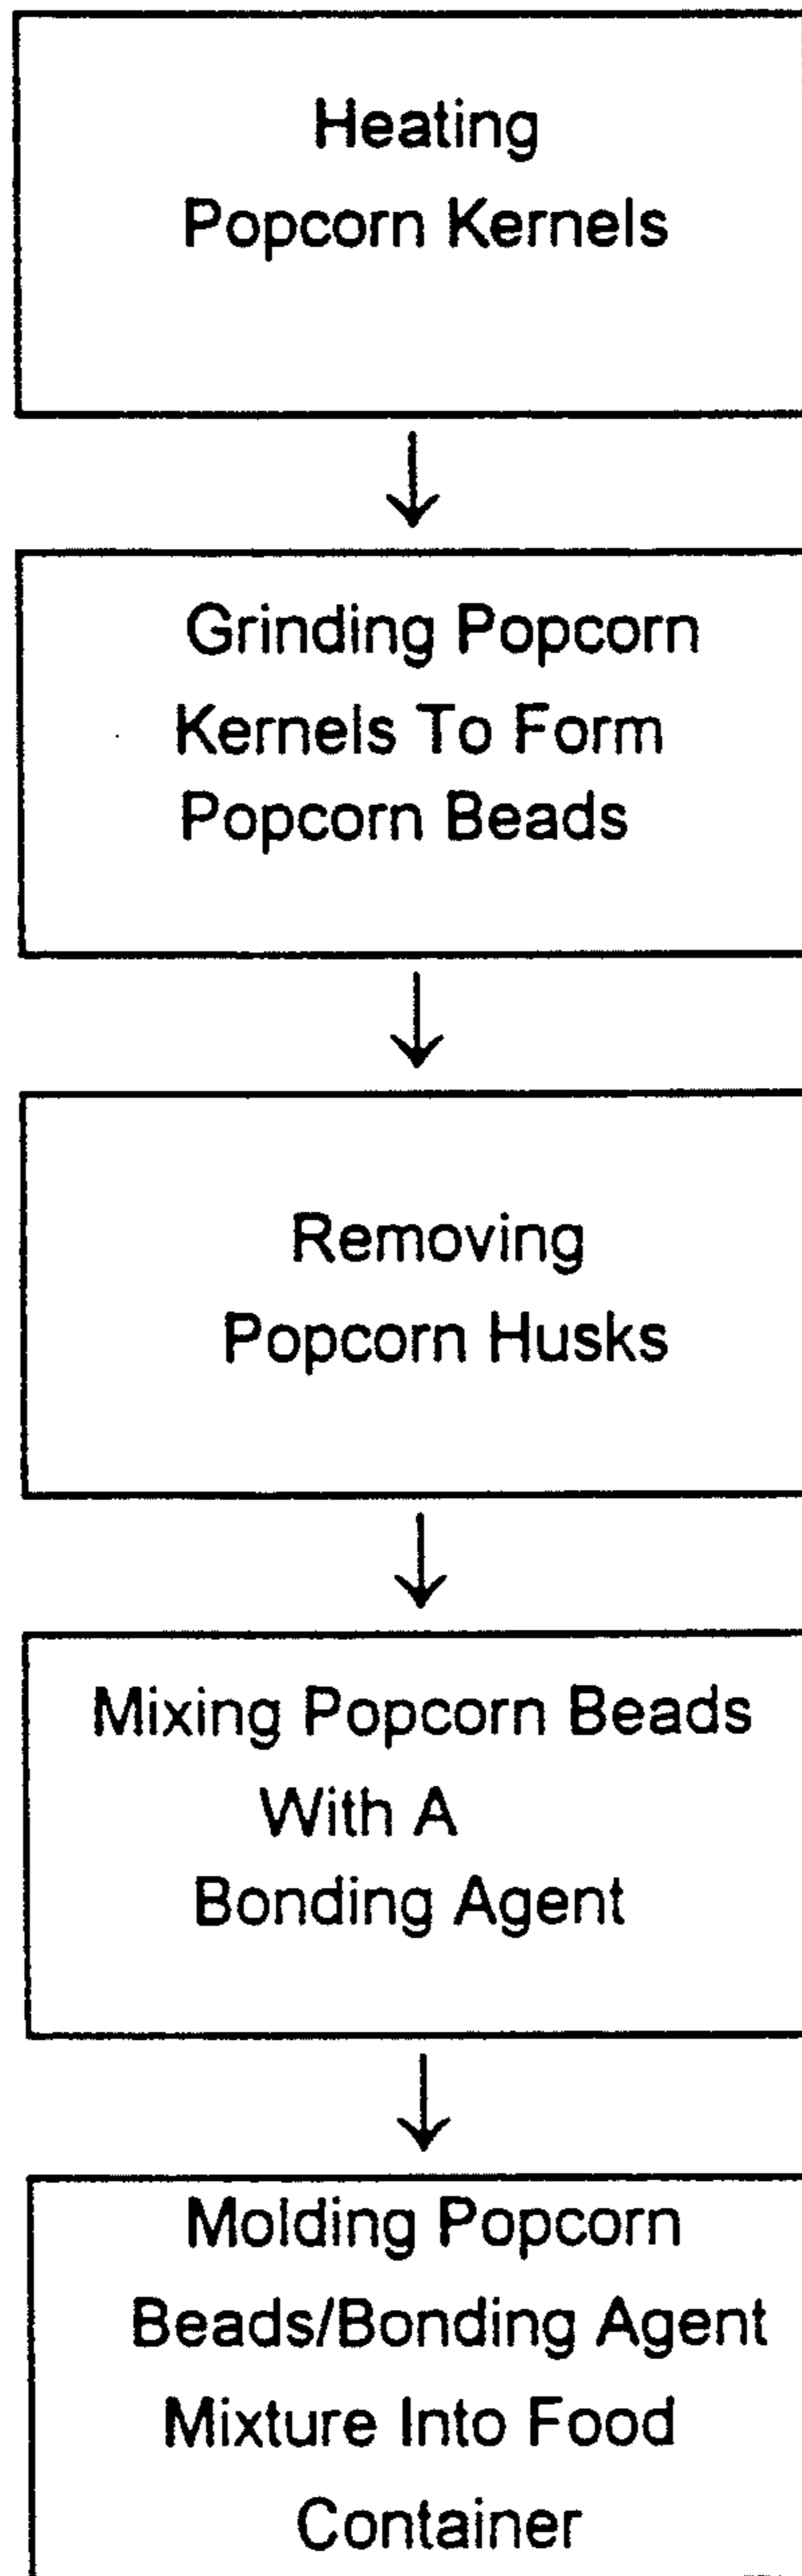 Heating
Popcorn Kernels
Grinding Popcorn
Kernels To Form
Popcorn Beads
Removing
Popcorn Husks
Mixing Popcorn Beads
With A
Bonding Agent
Molding Popcorn
Beads/Bonding Agent
Mixture Into Food
Container